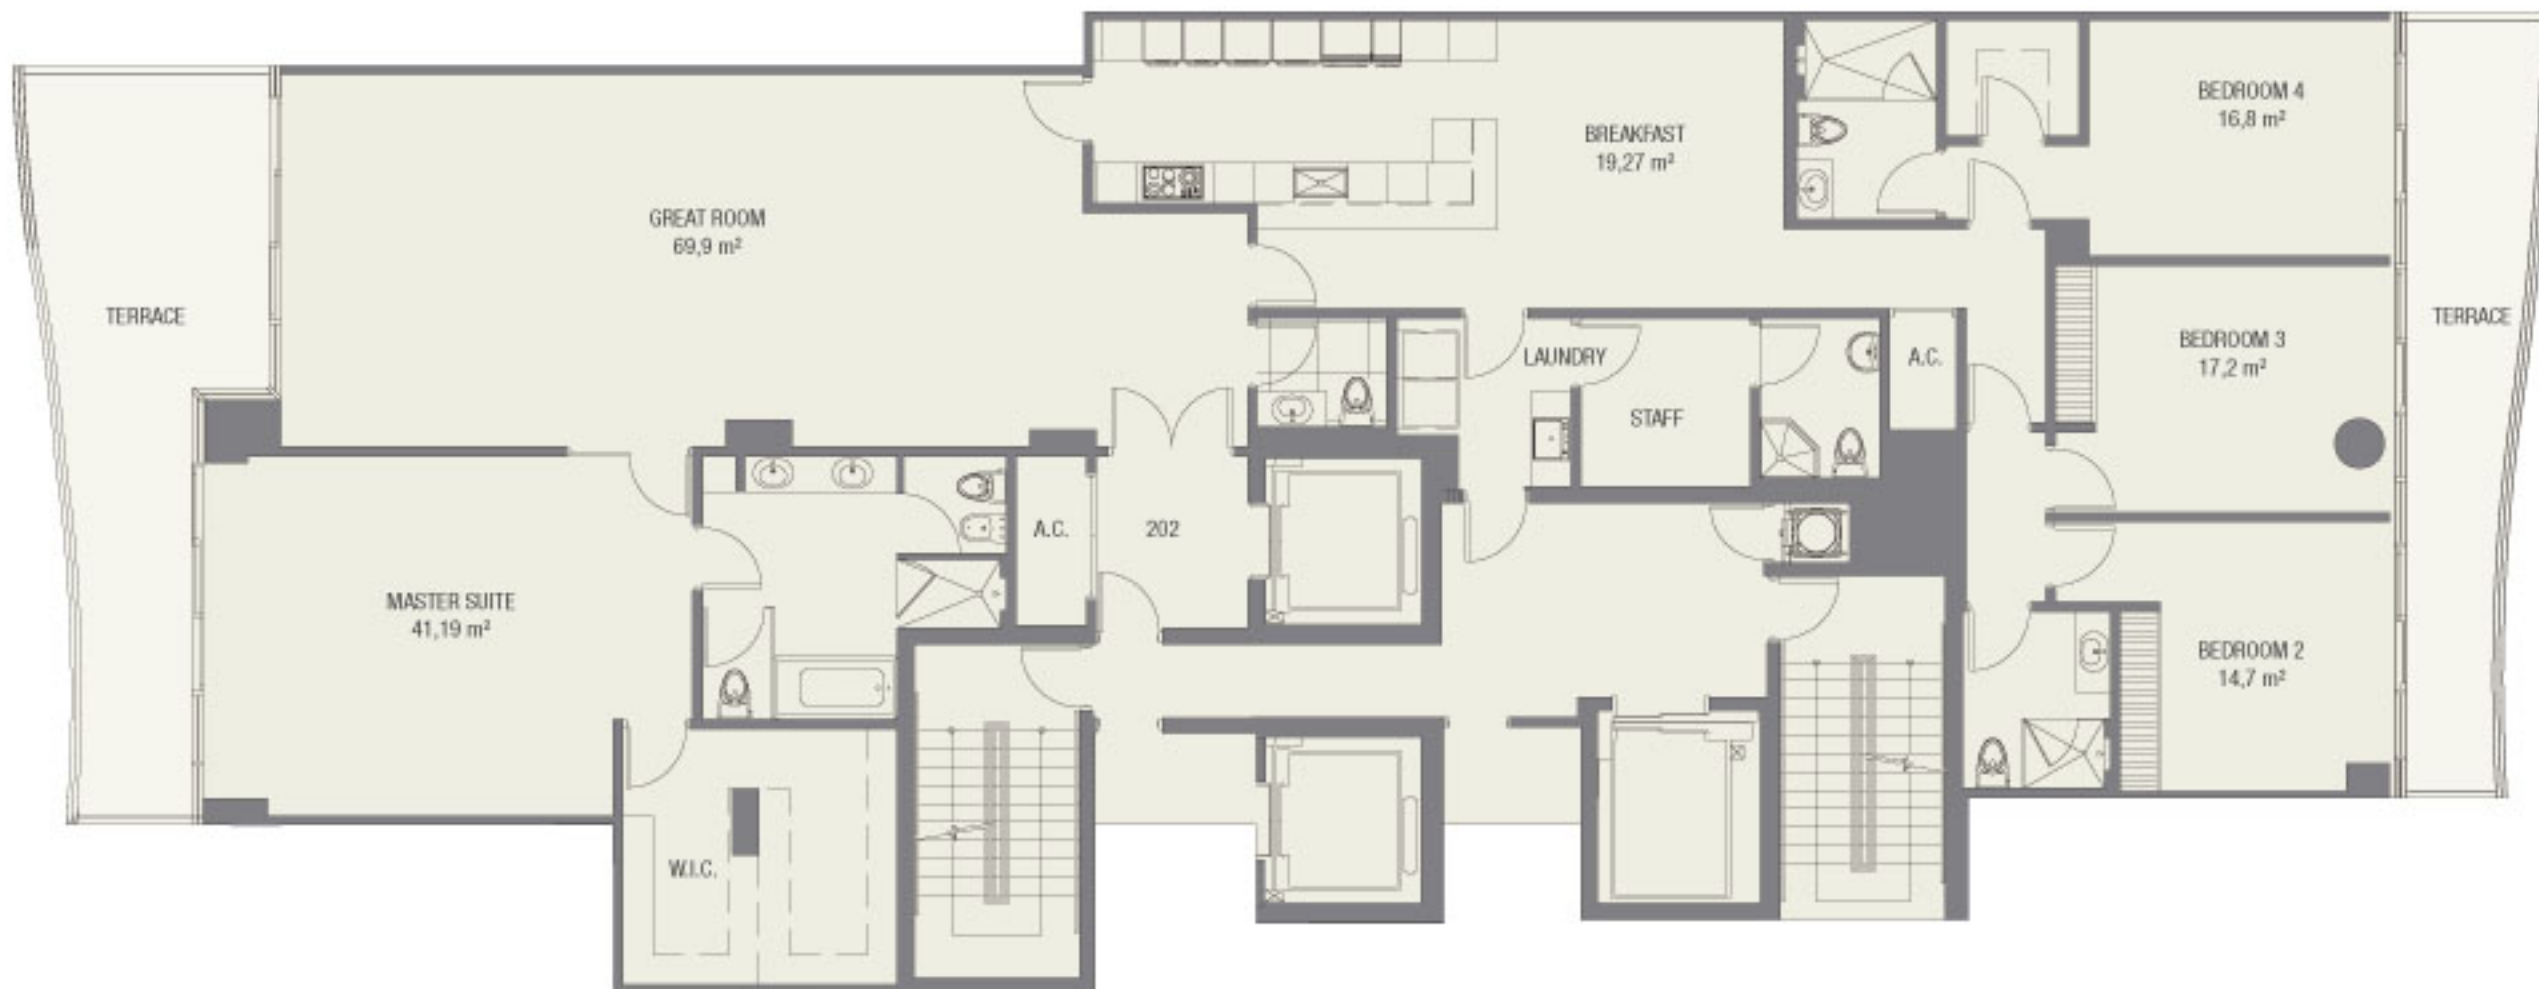 BEDROOM 4
16,8 m²
BREAKFAST
19,27 m²
GREAT ROOM
69,9 m²
TERRACE
TERRACE
BEDROOM 3
17,2 m²
LAUNDRY
A.C.
STAFF
A.C.
202
MASTER SUITE
41,19 m²
BEDROOM 2
14,7 m²
W.I.C.